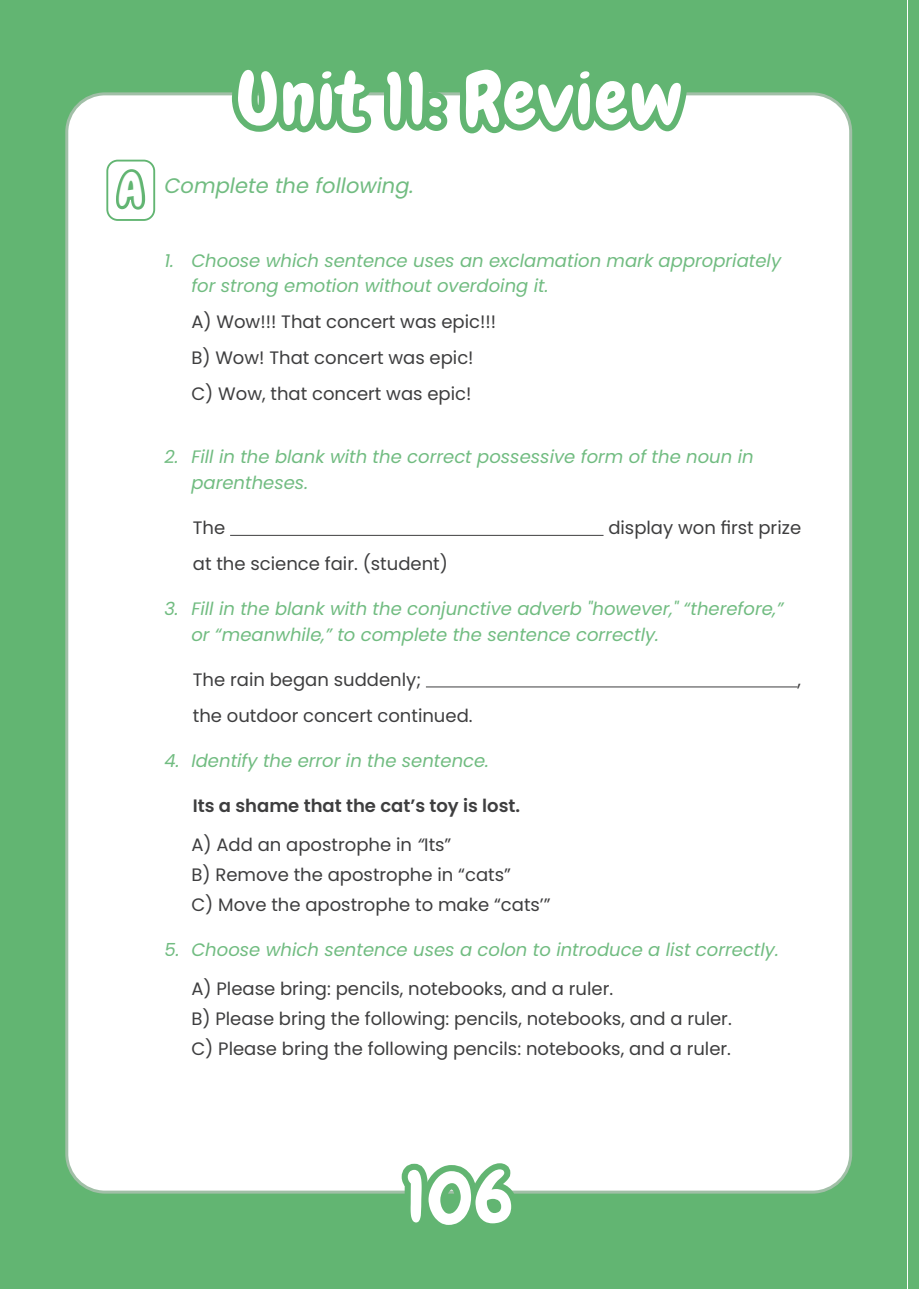 Unit 11: Review
A Complete the following.
1. Choose which sentence uses an exclamation mark appropriately
for strong emotion without overdoing it.
A) Wow!!! That concert was epic!!!
B) Wow! That concert was epic!
C) Wow, that concert was epic!
2. Fill in the blank with the correct possessive form of the noun in
parentheses.
The ______________________________ display won first prize
at the science fair. (student)
3. Fill in the blank with the conjunctive adverb "however," “therefore,”
or “meanwhile,” to complete the sentence correctly.
The rain began suddenly; ______________________________,
the outdoor concert continued.
4. Identify the error in the sentence.
Its a shame that the cat’s toy is lost.
A) Add an apostrophe in “Its”
B) Remove the apostrophe in “cats”
C) Move the apostrophe to make “cats’”
5. Choose which sentence uses a colon to introduce a list correctly.
A) Please bring: pencils, notebooks, and a ruler.
B) Please bring the following: pencils, notebooks, and a ruler.
C) Please bring the following pencils: notebooks, and a ruler.
106